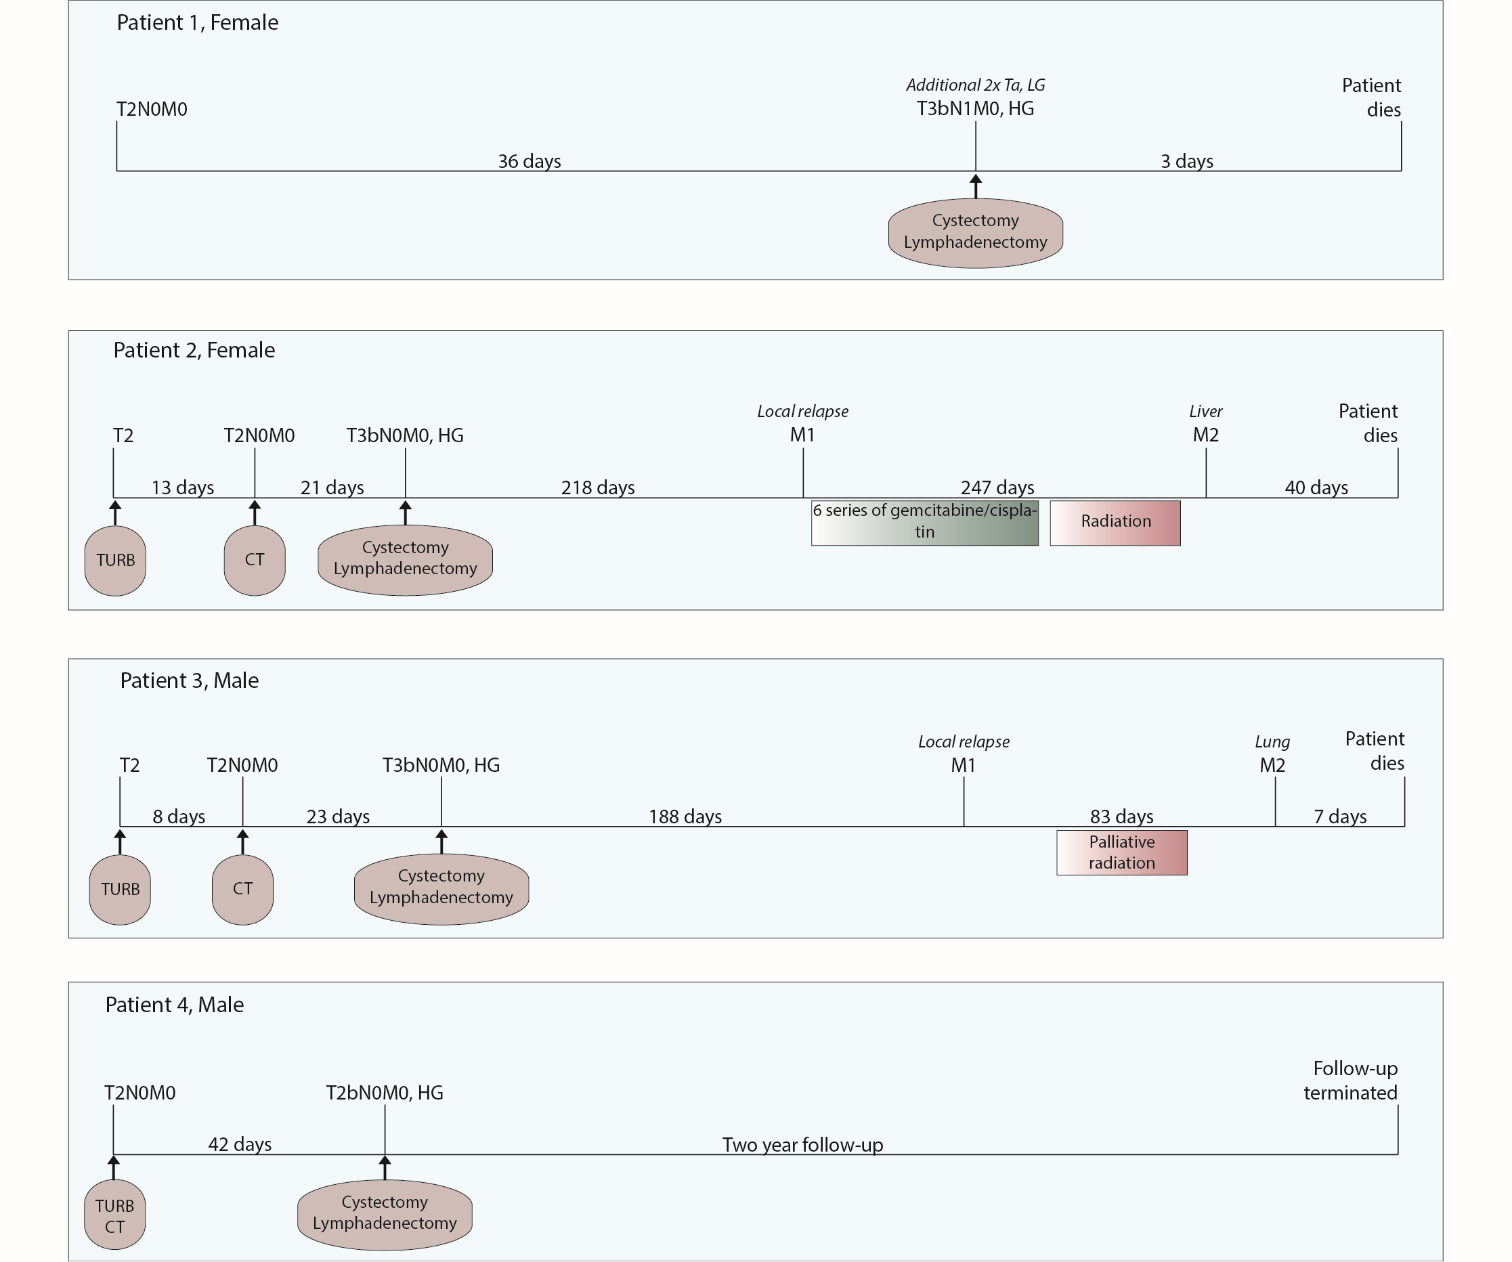 Patient 1, Female
Additional 2x Ta, LG
Patient
T2N0M0
T3bN1M0, HG
dies
36 days
3 days
Cystectomy
Lymphadenectomy
Patient 2, Female
Local relapse
Liver
Patient
T2
T2N0M0
T3bN0M0, HG
M1
M2
dies
13 days
21 days
218 days
247 days
40 days
6 series of gemcitabine/cispla-
tin
Radiation
TURB
CT
Cystectomy
Lymphadenectomy
Patient 3, Male
Local relapse
Lung
Patient
T2
T2N0M0
T3bN0M0, HG
M1
M2
dies
8 days
23 days
188 days
83 days
7 days
Palliative
radiation
TURB
CT
Cystectomy
Lymphadenectomy
Patient 4, Male
Follow-up
T2N0M0
T2bN0M0, HG
terminated
42 days
Two year follow-up
TURB
CT
Cystectomy
Lymphadenectomy